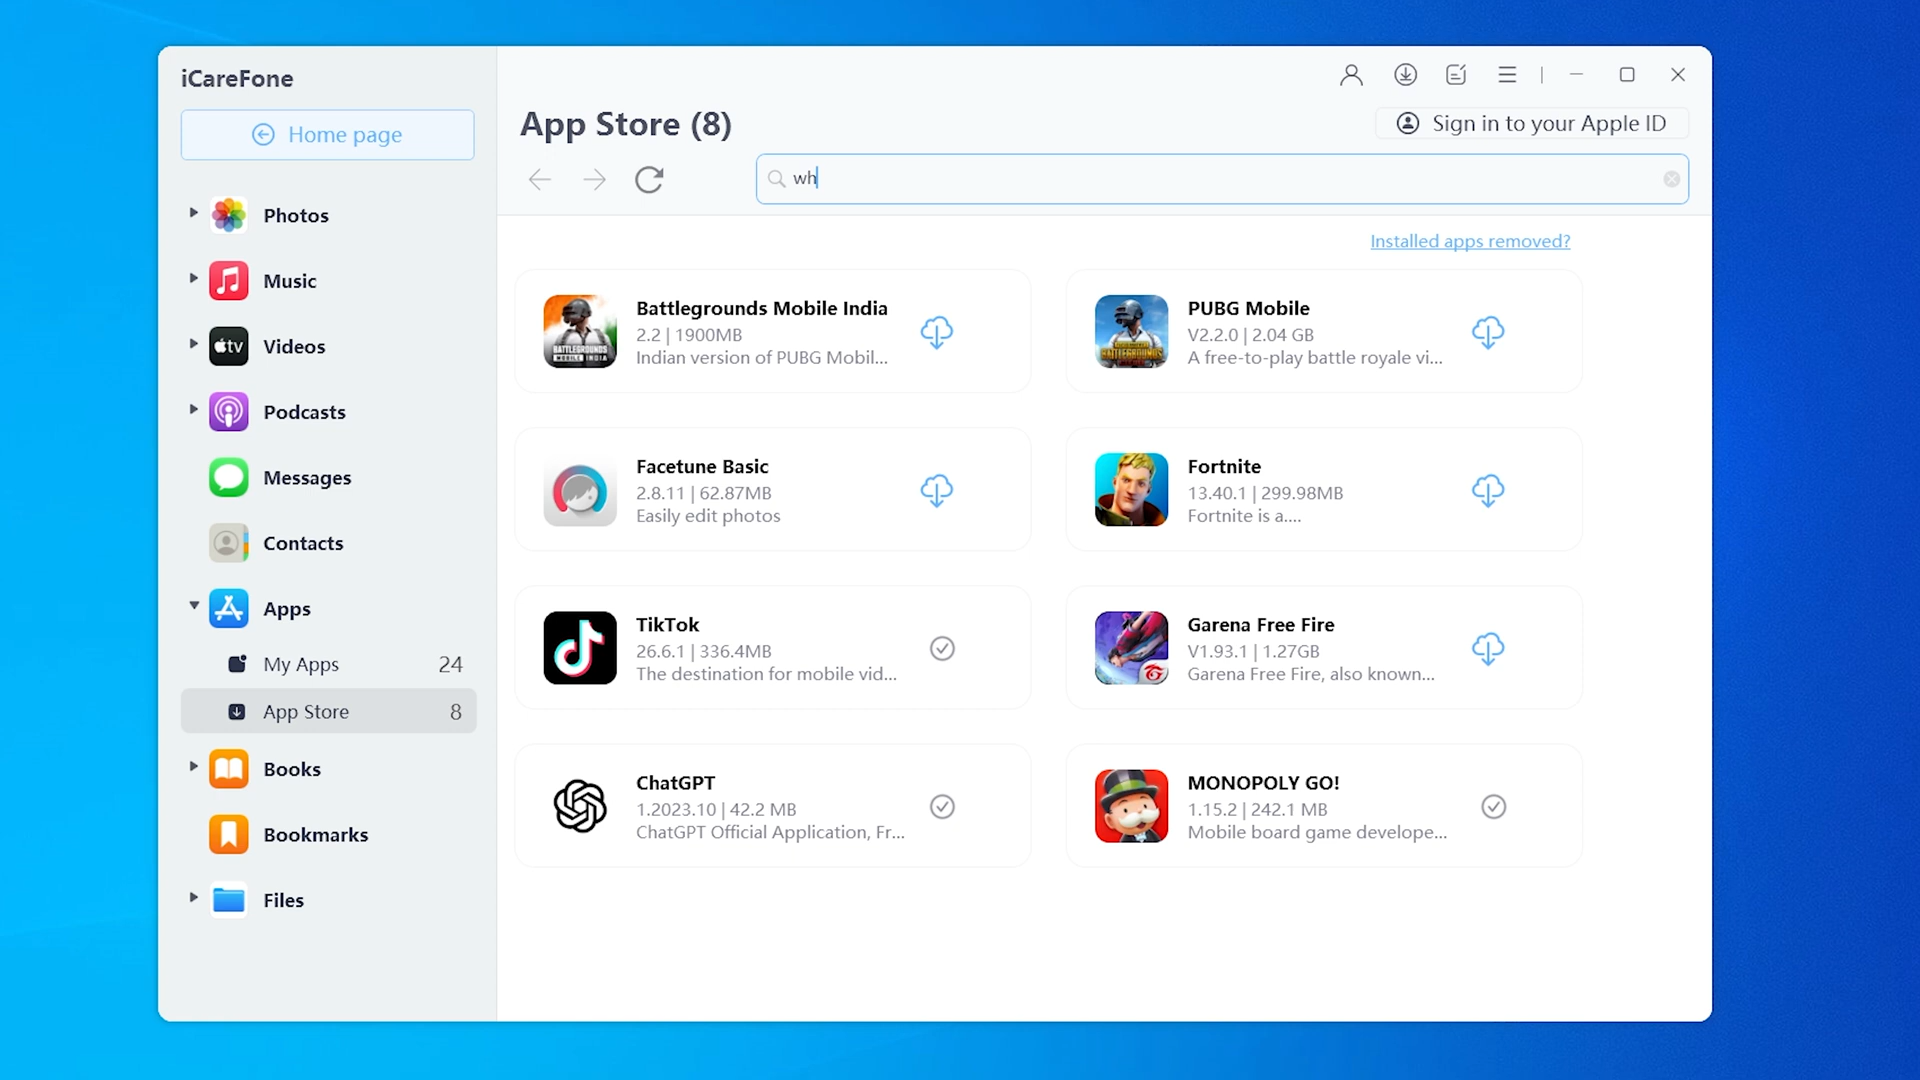 iCareFone
Home page
Photos
Music
Videos
Podcasts
Messages
Contacts
Apps
My Apps 24
App Store 8
Books
Bookmarks
Files
App Store (8)
Sign in to your Apple ID
wh
Installed apps removed?
Battlegrounds Mobile India
2.2 | 1900MB
Indian version of PUBG Mobil...
PUBG Mobile
V2.2.0 | 2.04 GB
A free-to-play battle royale vi...
Facetune Basic
2.8.11 | 62.87MB
Easily edit photos
Fortnite
13.40.1 | 299.98MB
Fortnite is a....
TikTok
26.6.1 | 336.4MB
The destination for mobile vid...
Garena Free Fire
V1.93.1 | 1.27GB
Garena Free Fire, also known...
ChatGPT
1.2023.10 | 42.2 MB
ChatGPT Official Application, Fr...
MONOPOLY GO!
1.15.2 | 242.1 MB
Mobile board game develope...
tv
BATTLEGROUNDS
MOBILE INDIA
BATTLEGROUNDS